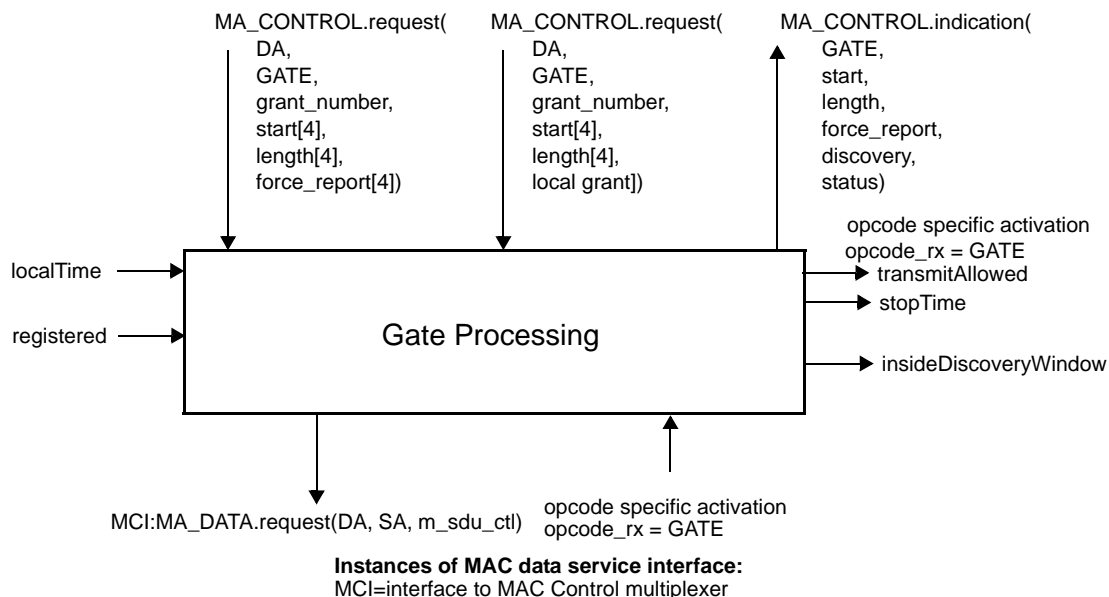 MA_CONTROL.request(
DA,
GATE,
grant_number,
start[4],
length[4],
force_report[4])
MA_CONTROL.request(
DA,
GATE,
grant_number,
start[4],
length[4],
local grant])
MA_CONTROL.indication(
GATE,
start,
length,
force_report,
discovery,
status)
opcode specific activation
opcode_rx = GATE
localTime
transmitAllowed
stopTime
registered
Gate Processing
insideDiscoveryWindow
MCI:MA_DATA.request(DA, SA, m_sdu_ctl)
opcode specific activation
opcode_rx = GATE
Instances of MAC data service interface:
MCI=interface to MAC Control multiplexer